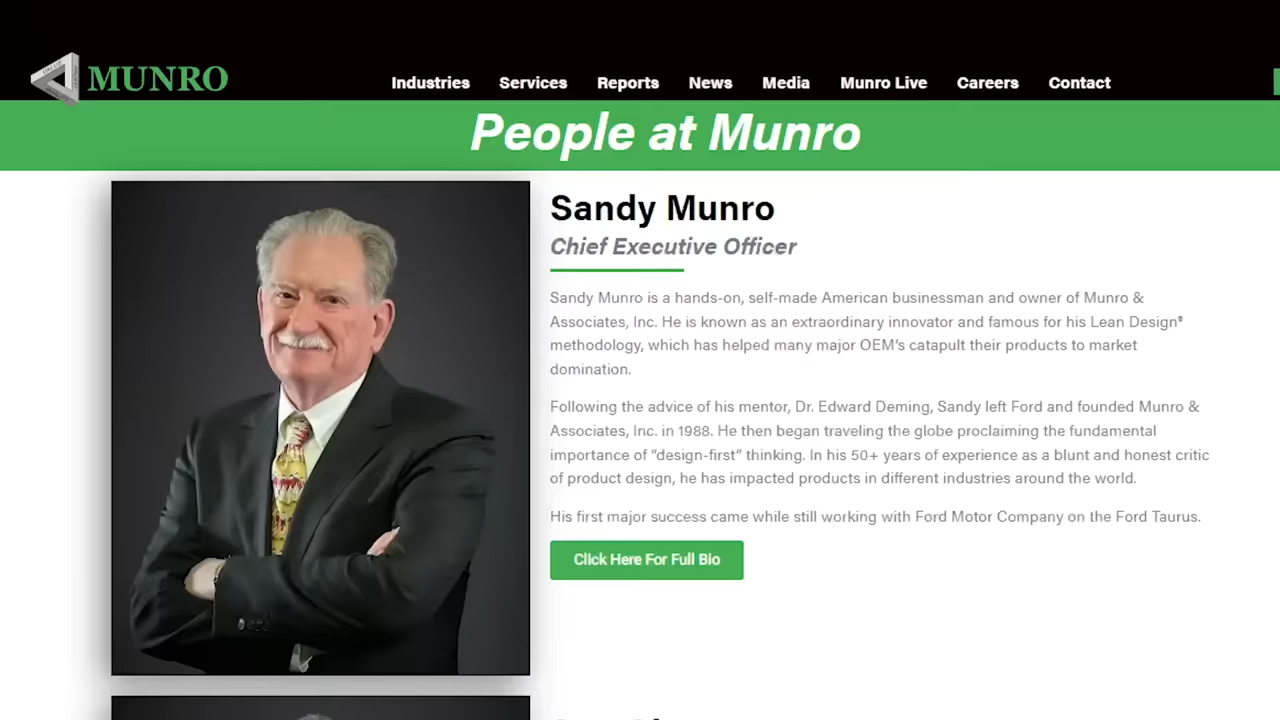 MUNRO
Industries Services Reports News Media Munro Live Careers Contact
People at Munro
Sandy Munro
Chief Executive Officer
Sandy Munro is a hands-on, self-made American businessman and owner of Munro &
Associates, Inc. He is known as an extraordinary innovator and famous for his Lean Design®
methodology, which has helped many major OEM's catapult their products to market
domination.
Following the advice of his mentor, Dr. Edward Deming, Sandy left Ford and founded Munro &
Associates, Inc. in 1988. He then began traveling the globe proclaiming the fundamental
importance of "design-first" thinking. In his 50+ years of experience as a blunt and honest critic
of product design, he has impacted products in different industries around the world.
His first major success came while still working with Ford Motor Company on the Ford Taurus.
Click Here For Full Bio